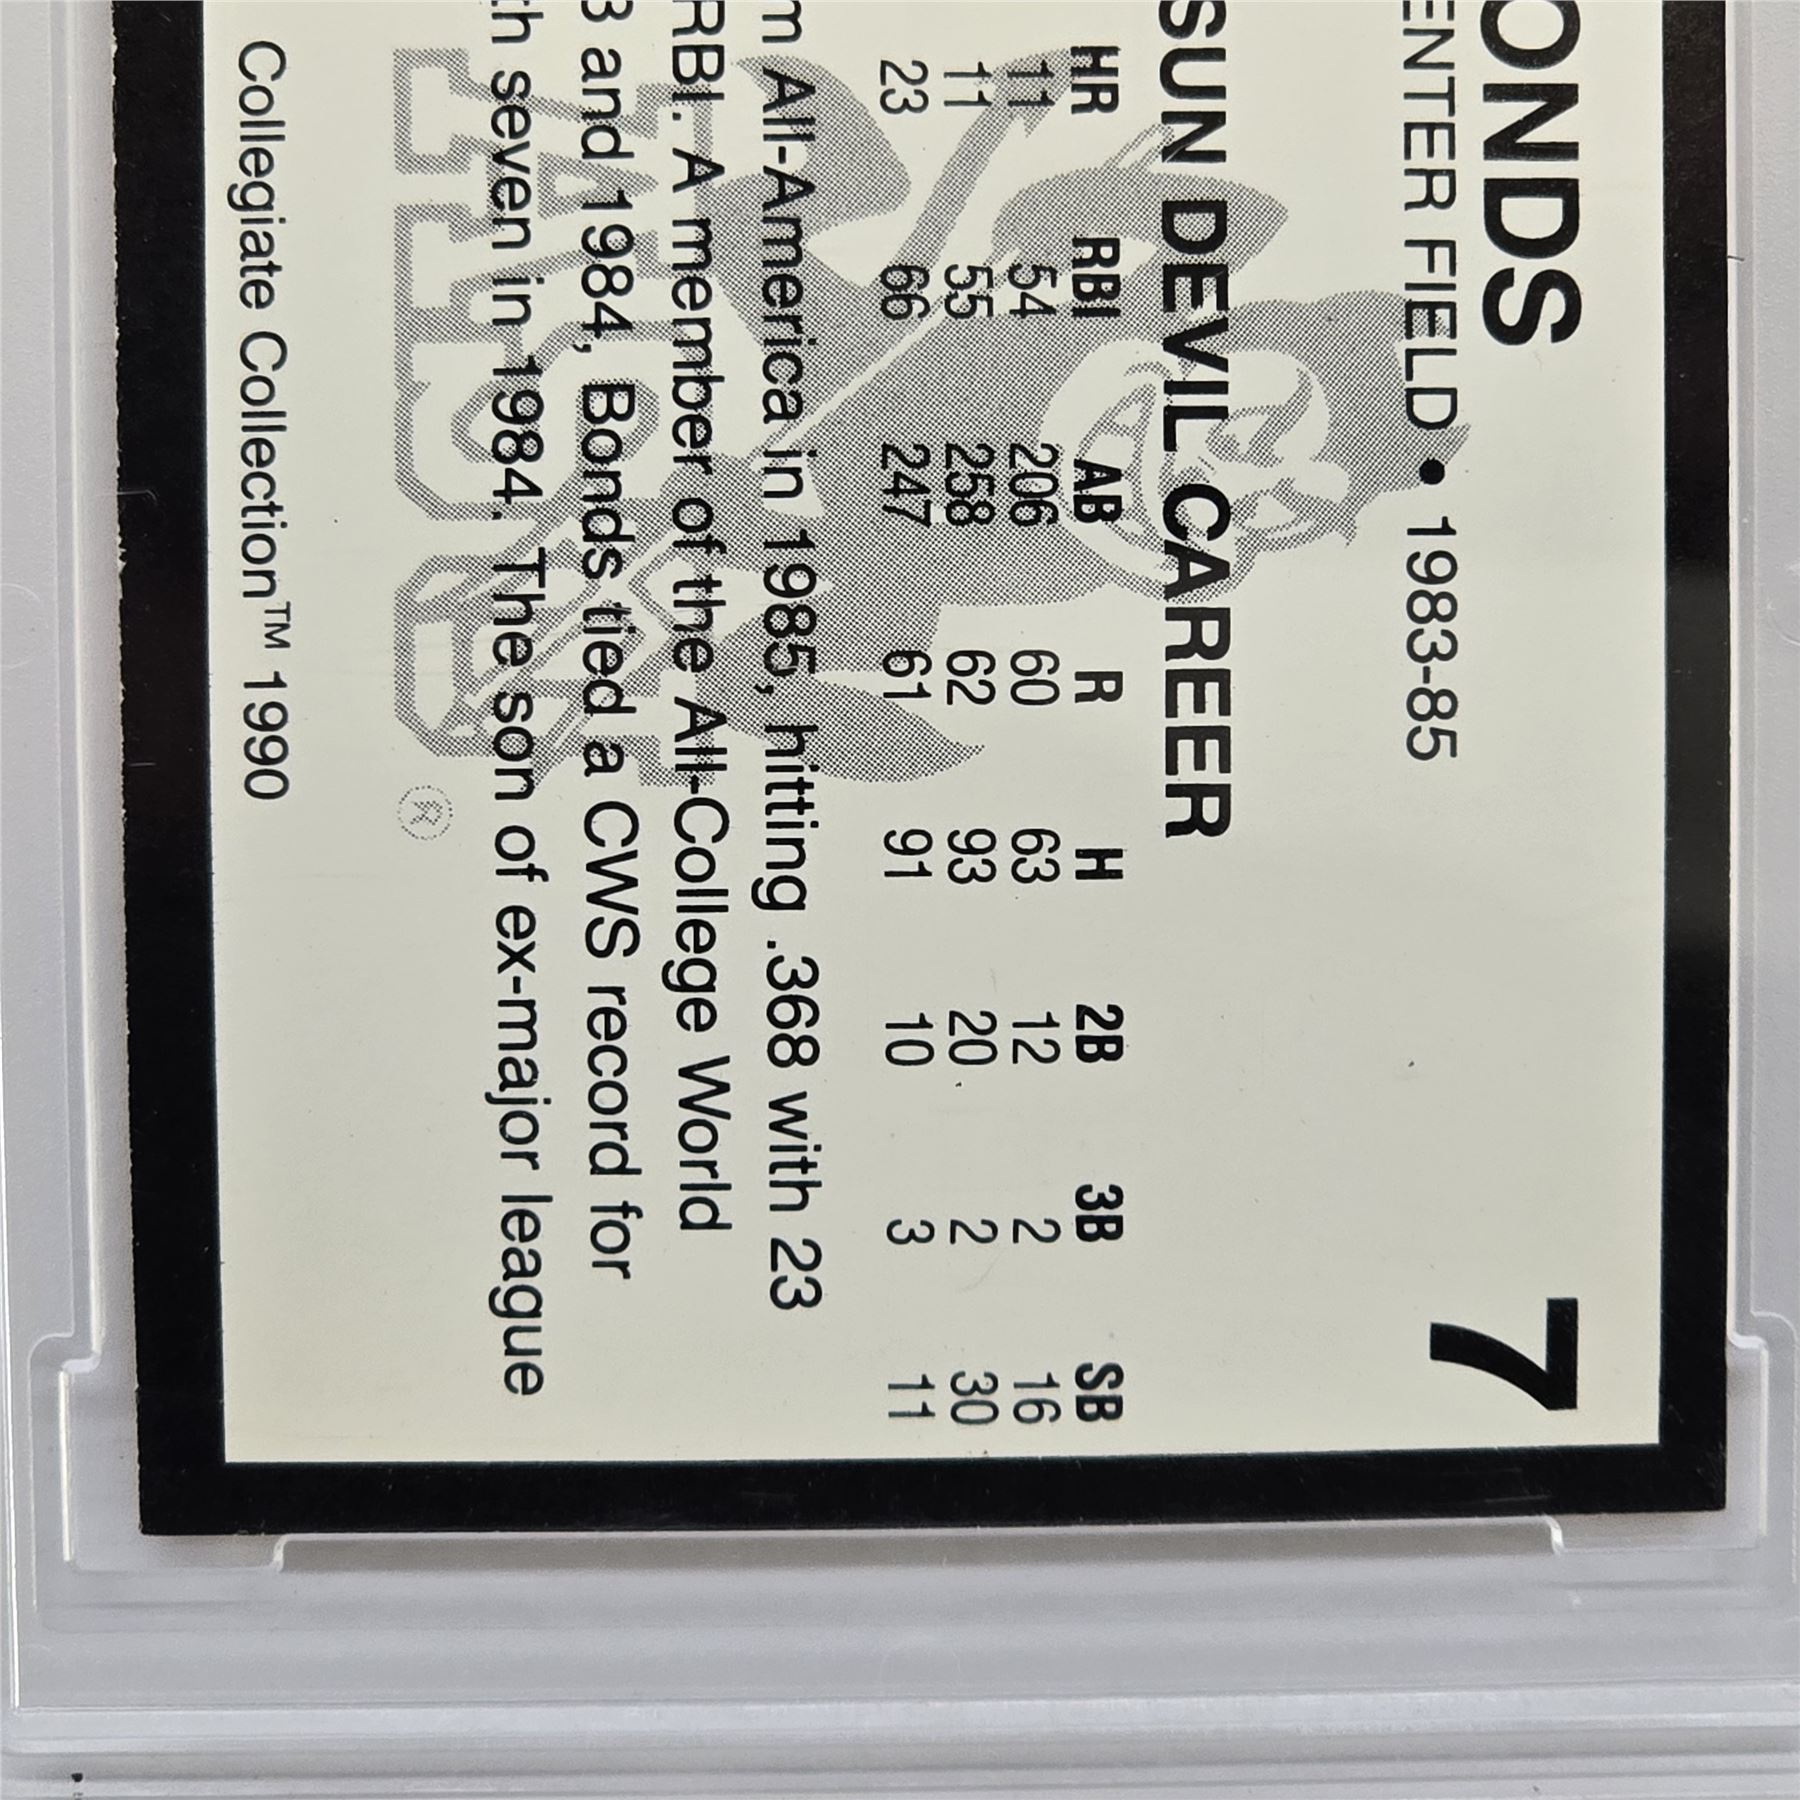 ONDS 7
ENTER FIELD • 1983-85
SUN DEVIL CAREER
HR RBI AB R H 2B 3B SB
11 54 206 60 63 12 2 16
11 55 258 62 93 20 2 30
23 66 247 61 91 10 3 11
m All-America in 1985, hitting .368 with 23
RBI. A member of the All-College World
3 and 1984, Bonds tied a CWS record for
th seven in 1984. The son of ex-major league
®
Collegiate Collection™ 1990